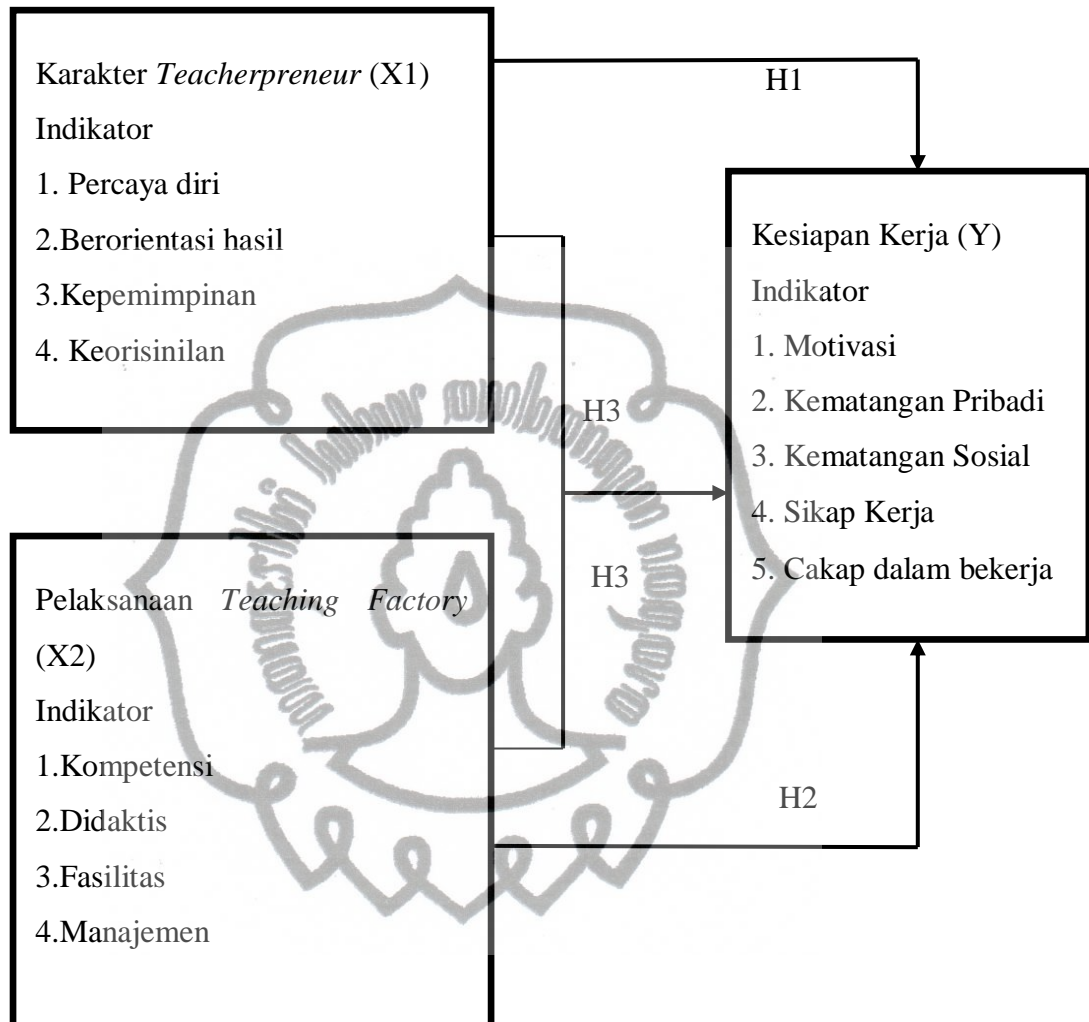 Karakter Teacherpreneur (X1)
Indikator
1. Percaya diri
2.Berorientasi hasil
3.Kepemimpinan
4. Keorisinilan
H1
Kesiapan Kerja (Y)
Indikator
1. Motivasi
2. Kematangan Pribadi
3. Kematangan Sosial
4. Sikap Kerja
5. Cakap dalam bekerja
H3
H3
Pelaksanaan Teaching Factory
(X2)
Indikator
1.Kompetensi
2.Didaktis
3.Fasilitas
4.Manajemen
H2